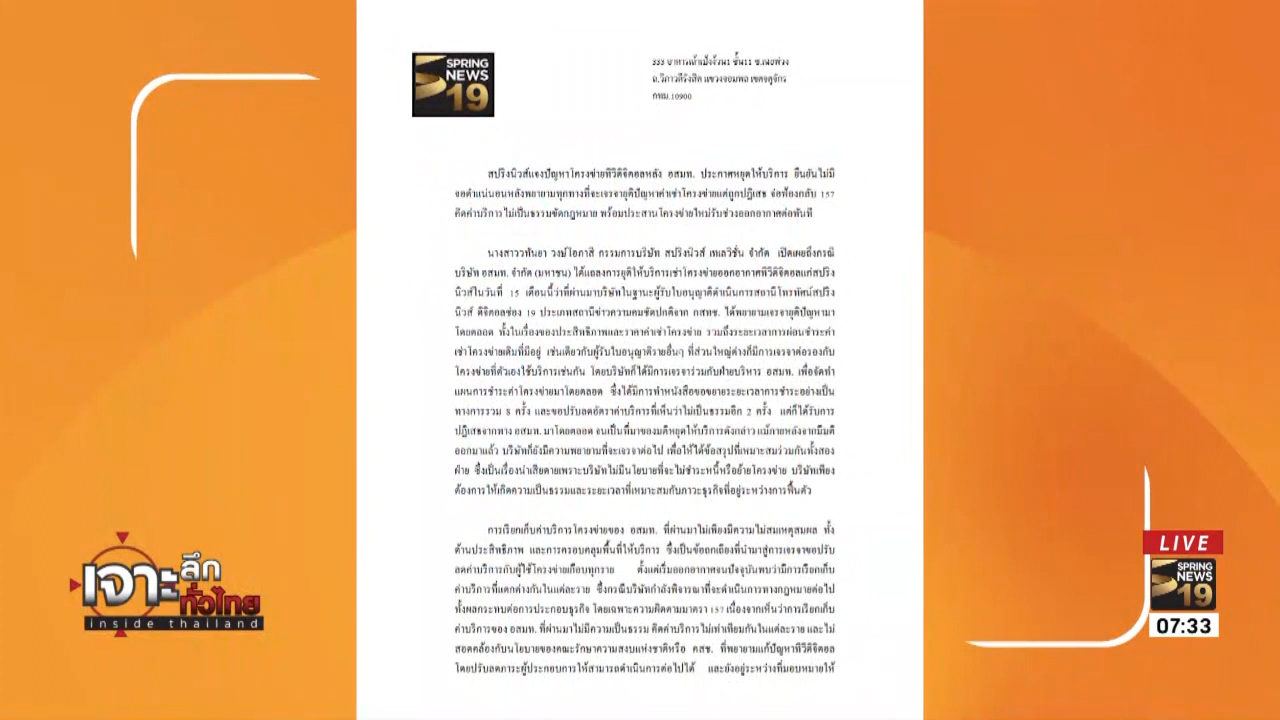 SPRING
NEWS
19
333 อาคารเล้าเป้งง้วน1 ชั้น11 ซ.เฉยพ่วง
ถ.วิภาวดีรังสิต แขวงจอมพล เขตจตุจักร
กทม.10900
สปริงนิวส์แจงปัญหาโครงข่ายทีวิดิจิตอลหลัง อสมท. ประกาศหยุดให้บริการ ยืนยันไม่มี
จอดำแน่นอนหลังพยายามทุกทางที่จะเจรจายุติปัญหาค่าเช่าโครงข่ายแต่ถูกปฏิเสธ จ่อฟ้องกลับ 157
คิดค่าบริการไม่เป็นธรรมขัดกฎหมาย พร้อมประสานโครงข่ายใหม่รับช่วงออกอากาศต่อทันที
นางสาววทันยา วงษ์โอภาสี กรรมการบริษัท สปริงนิวส์ เทเลวิชั่น จำกัด เปิดเผยถึงกรณี
บริษัท อสมท. จำกัด (มหาชน) ได้แถลงการยุติให้บริการเช่าโครงข่ายออกอากาศทีวีดิจิตอลแก่สปริง
นิวส์ในวันที่ 15 เดือนนี้ว่าที่ผ่านมาบริษัทในฐานะผู้รับใบอนุญาติดำเนินการสถานีโทรทัศน์สปริง
นิวส์ ดิจิตอลช่อง 19 ประเภทสถานีข่าวความคมชัดปกติจาก กสทช. ได้พยายามเจรจายุติปัญหามา
โดยตลอด ทั้งในเรื่องของประสิทธิภาพและราคาค่าเช่าโครงข่าย รวมถึงระยะเวลาการผ่อนชำระค่า
เช่าโครงข่ายเดิมที่มีอยู่ เช่นเดียวกับผู้รับใบอนุญาติรายอื่นๆ ที่ส่วนใหญ่ต่างก็มีการเจรจาต่อรองกับ
โครงข่ายที่ตัวเองใช้บริการเช่นกัน โดยบริษัทก็ได้มีการเจรจาร่วมกับฝ่ายบริหาร อสมท. เพื่อจัดทำ
แผนการชำระค่าโครงข่ายมาโดยตลอด ซึ่งได้มีการทำหนังสือขอขยายระยะเวลาการชำระอย่างเป็น
ทางการรวม 8 ครั้ง และขอปรับลดอัตราค่าบริการที่เห็นว่าไม่เป็นธรรมอีก 2 ครั้ง แต่ก็ได้รับการ
ปฏิเสธจากทาง อสมท. มาโดยตลอด จนเป็นที่มาของมติหยุดให้บริการดังกล่าว แม้ภายหลังจากมีมติ
ออกมาแล้ว บริษัทก็ยังมีความพยายามที่จะเจรจาต่อไป เพื่อให้ได้ข้อสรุปที่เหมาะสมร่วมกันทั้งสอง
ฝ่าย ซึ่งเป็นเรื่องน่าเสียดายเพราะบริษัทไม่มีนโยบายที่จะไม่ชำระหนี้หรือย้ายโครงข่าย บริษัทเพียง
ต้องการให้เกิดความเป็นธรรมและระยะเวลาที่เหมาะสมกับภาวะธุรกิจที่อยู่ระหว่างการฟื้นตัว
การเรียกเก็บค่าบริการโครงข่ายของ อสมท. ที่ผ่านมาไม่เพียงมีความไม่สมเหตุสมผล ทั้ง
ด้านประสิทธิภาพ และการครอบคลุมพื้นที่ให้บริการ ซึ่งเป็นข้อถกเถียงที่นำมาสู่การเจรจาขอปรับ
ลดค่าบริการกับผู้ใช้โครงข่ายเกือบทุกราย ตั้งแต่เริ่มออกอากาศจนปัจจุบันพบว่ามีการเรียกเก็บ
ค่าบริการที่แตกต่างกันในแต่ละราย ซึ่งกรณีบริษัทกำลังพิจารณาที่จะดำเนินการทางกฎหมายต่อไป
ทั้งผลกระทบต่อการประกอบธุรกิจ โดยเฉพาะความผิดตามมาตรา 157 เนื่องจากเห็นว่าการเรียกเก็บ
ค่าบริการของ อสมท. ที่ผ่านมาไม่มีความเป็นธรรม คิดค่าบริการไม่เท่าเทียมกันในแต่ละราย และไม่
สอดคล้องกับนโยบายของคณะรักษาความสงบแห่งชาติหรือ คสช. ที่พยายามแก้ปัญหาทีวีดิจิตอล
โดยปรับลดภาระผู้ประกอบการให้สามารถดำเนินการต่อไปได้ และยังอยู่ระหว่างที่มอบหมายให้
เจาะลึก
ทั่วไทย
inside thailand
LIVE
SPRING
NEWS
19
07:33